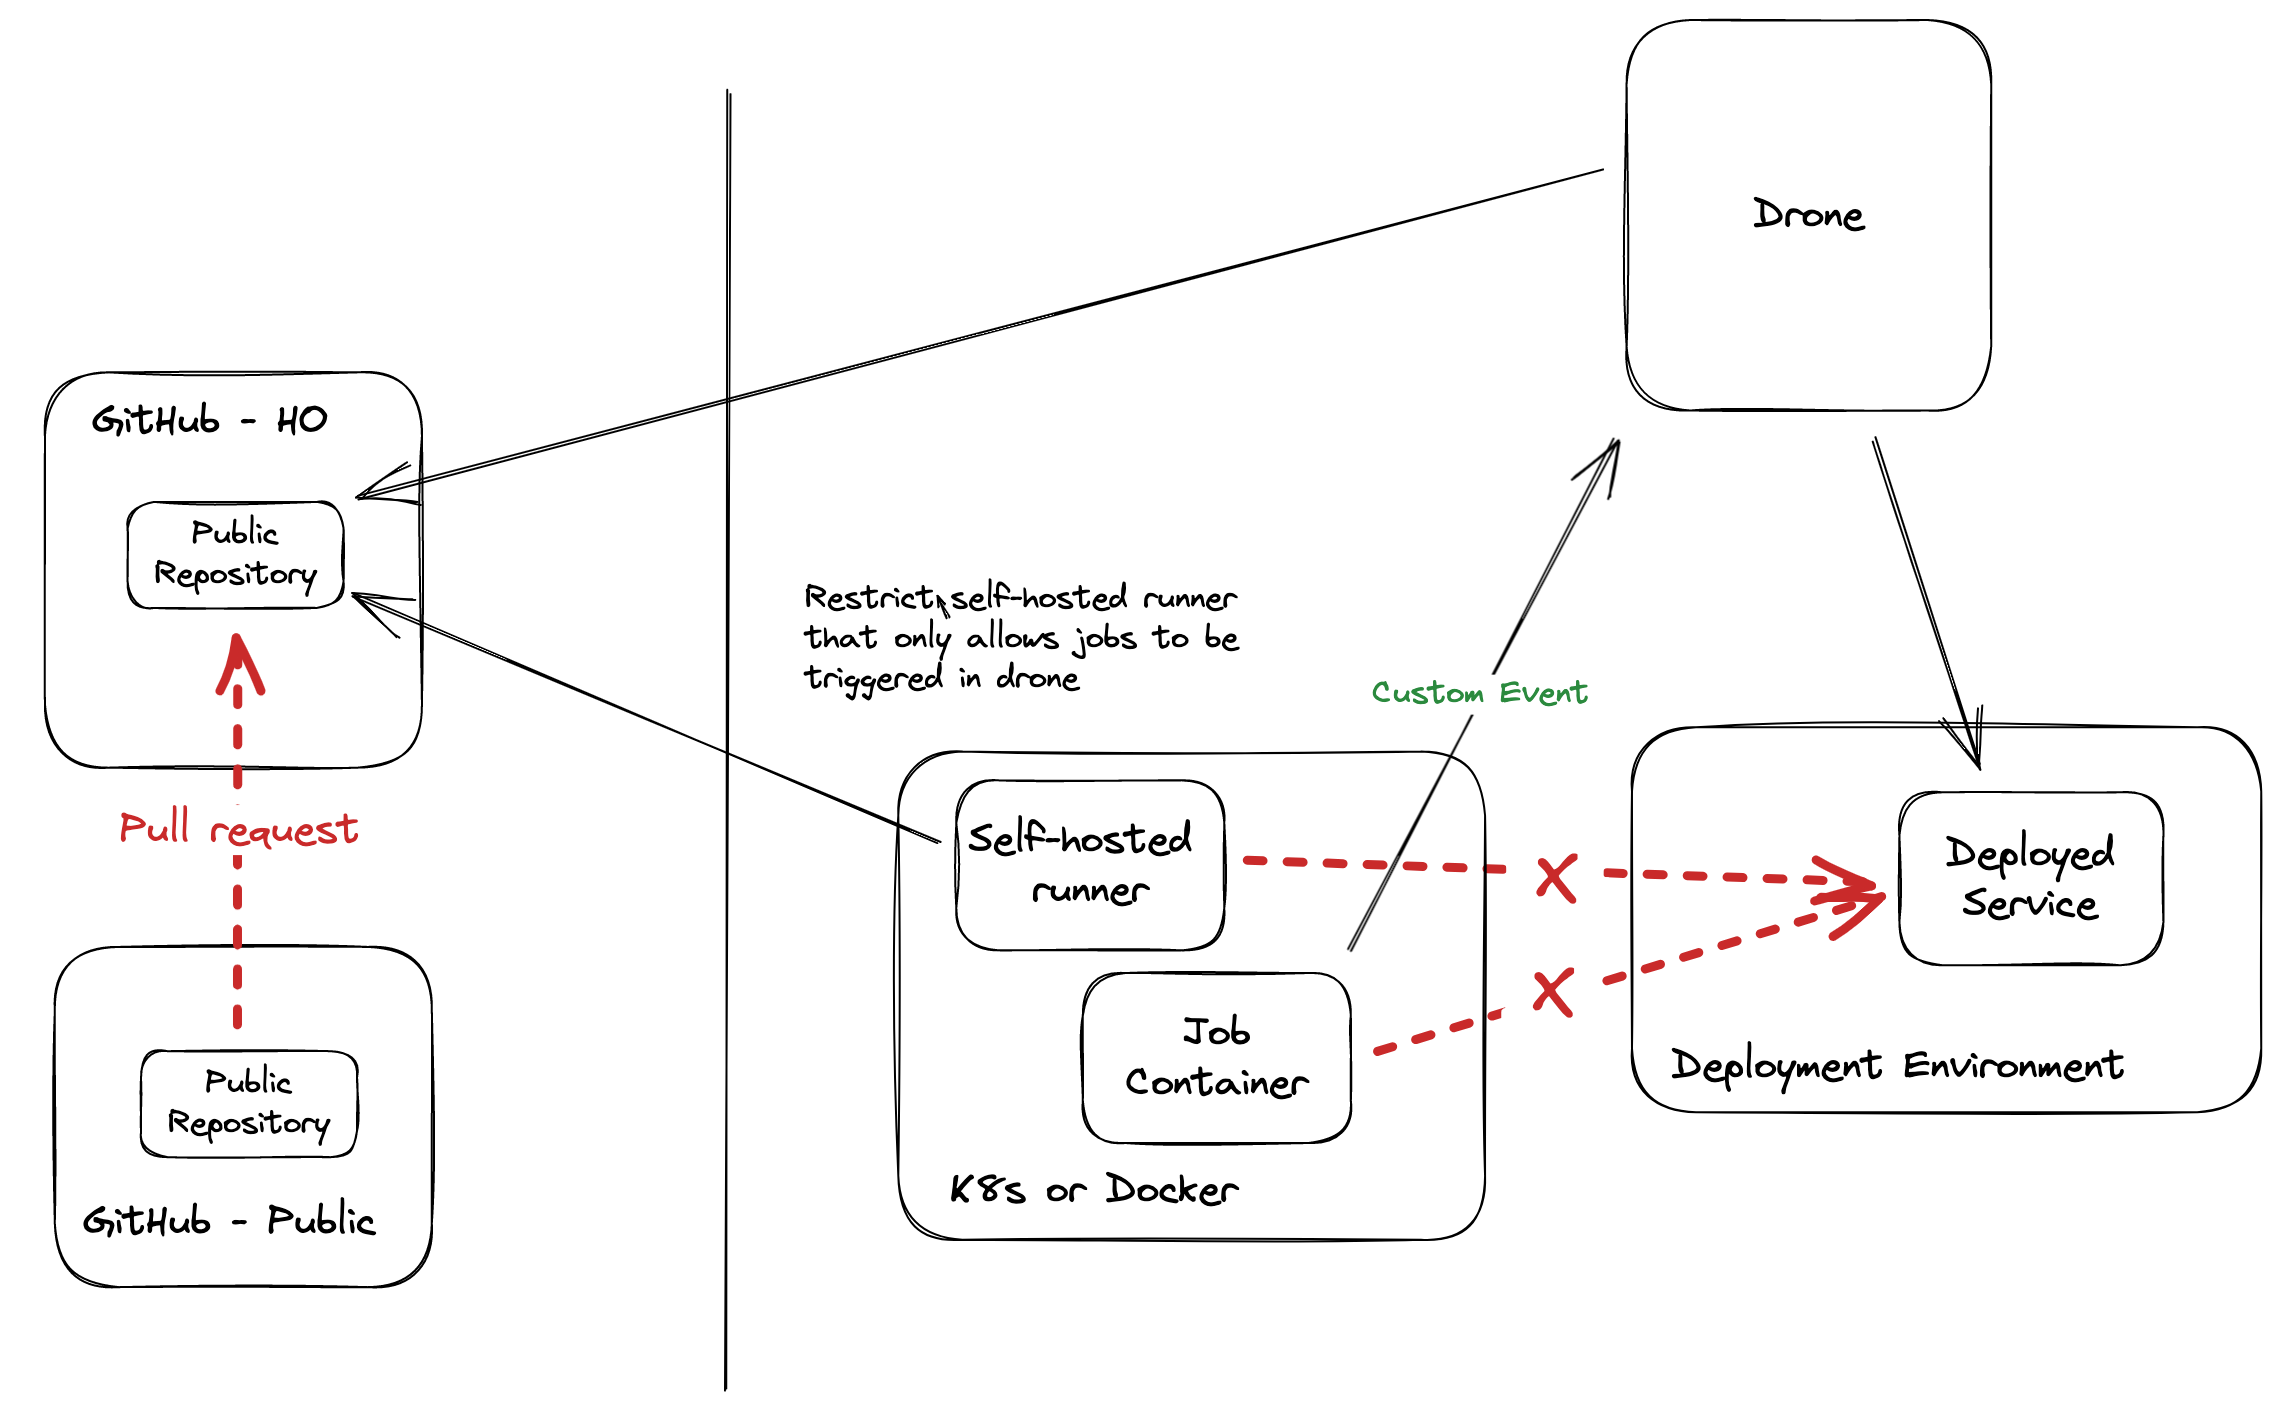 Drone
GitHub - HO
Public
Repository
Restrict self-hosted runner
that only allows jobs to be
triggered in drone
Custom Event
Pull request
Self-hosted
runner
X
Deployed
Service
X
Job
Container
Deployment Environment
Public
Repository
K8s or Docker
GitHub - Public